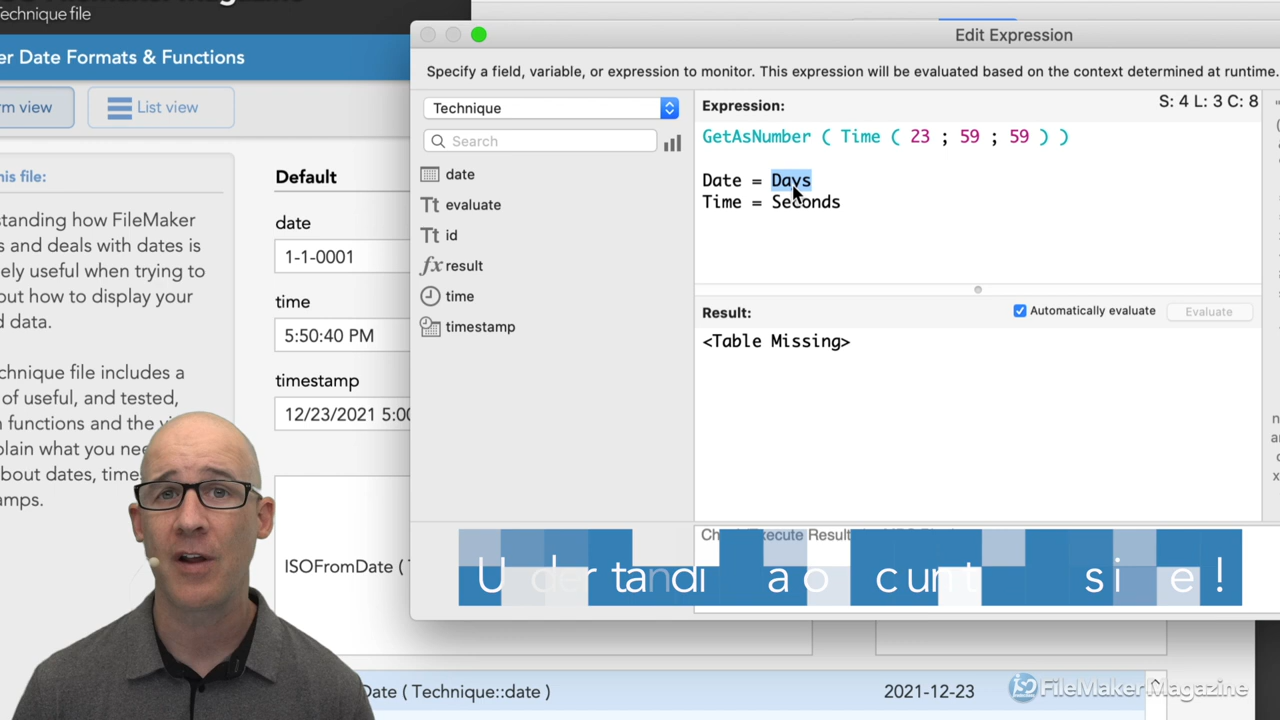 Technique file
er Date Formats & Functions
rm view
List view
his file:
standing how FileMaker
s and deals with dates is
ely useful when trying to
out how to display your
d data.
chnique file includes a
of useful, and tested,
n functions and the
plain what you
bout dates, time
amps.
Default
date
1-1-0001
time
5:50:40 PM
timestamp
12/23/2021 5:00
ISOFromDate (
Date ( Technique::date )
2021-12-23
Edit Expression
Specify a field, variable, or expression to monitor. This expression will be evaluated based on the context determined at runtime.
Technique
Search
date
evaluate
id
result
time
timestamp
Expression:
S: 4 L: 3 C: 8
GetAsNumber ( Time ( 23 ; 59 ; 59 ) )
Date = Days
Time = Seconds
Result:
Automatically evaluate
Evaluate
<Table Missing>
FileMaker Magazine